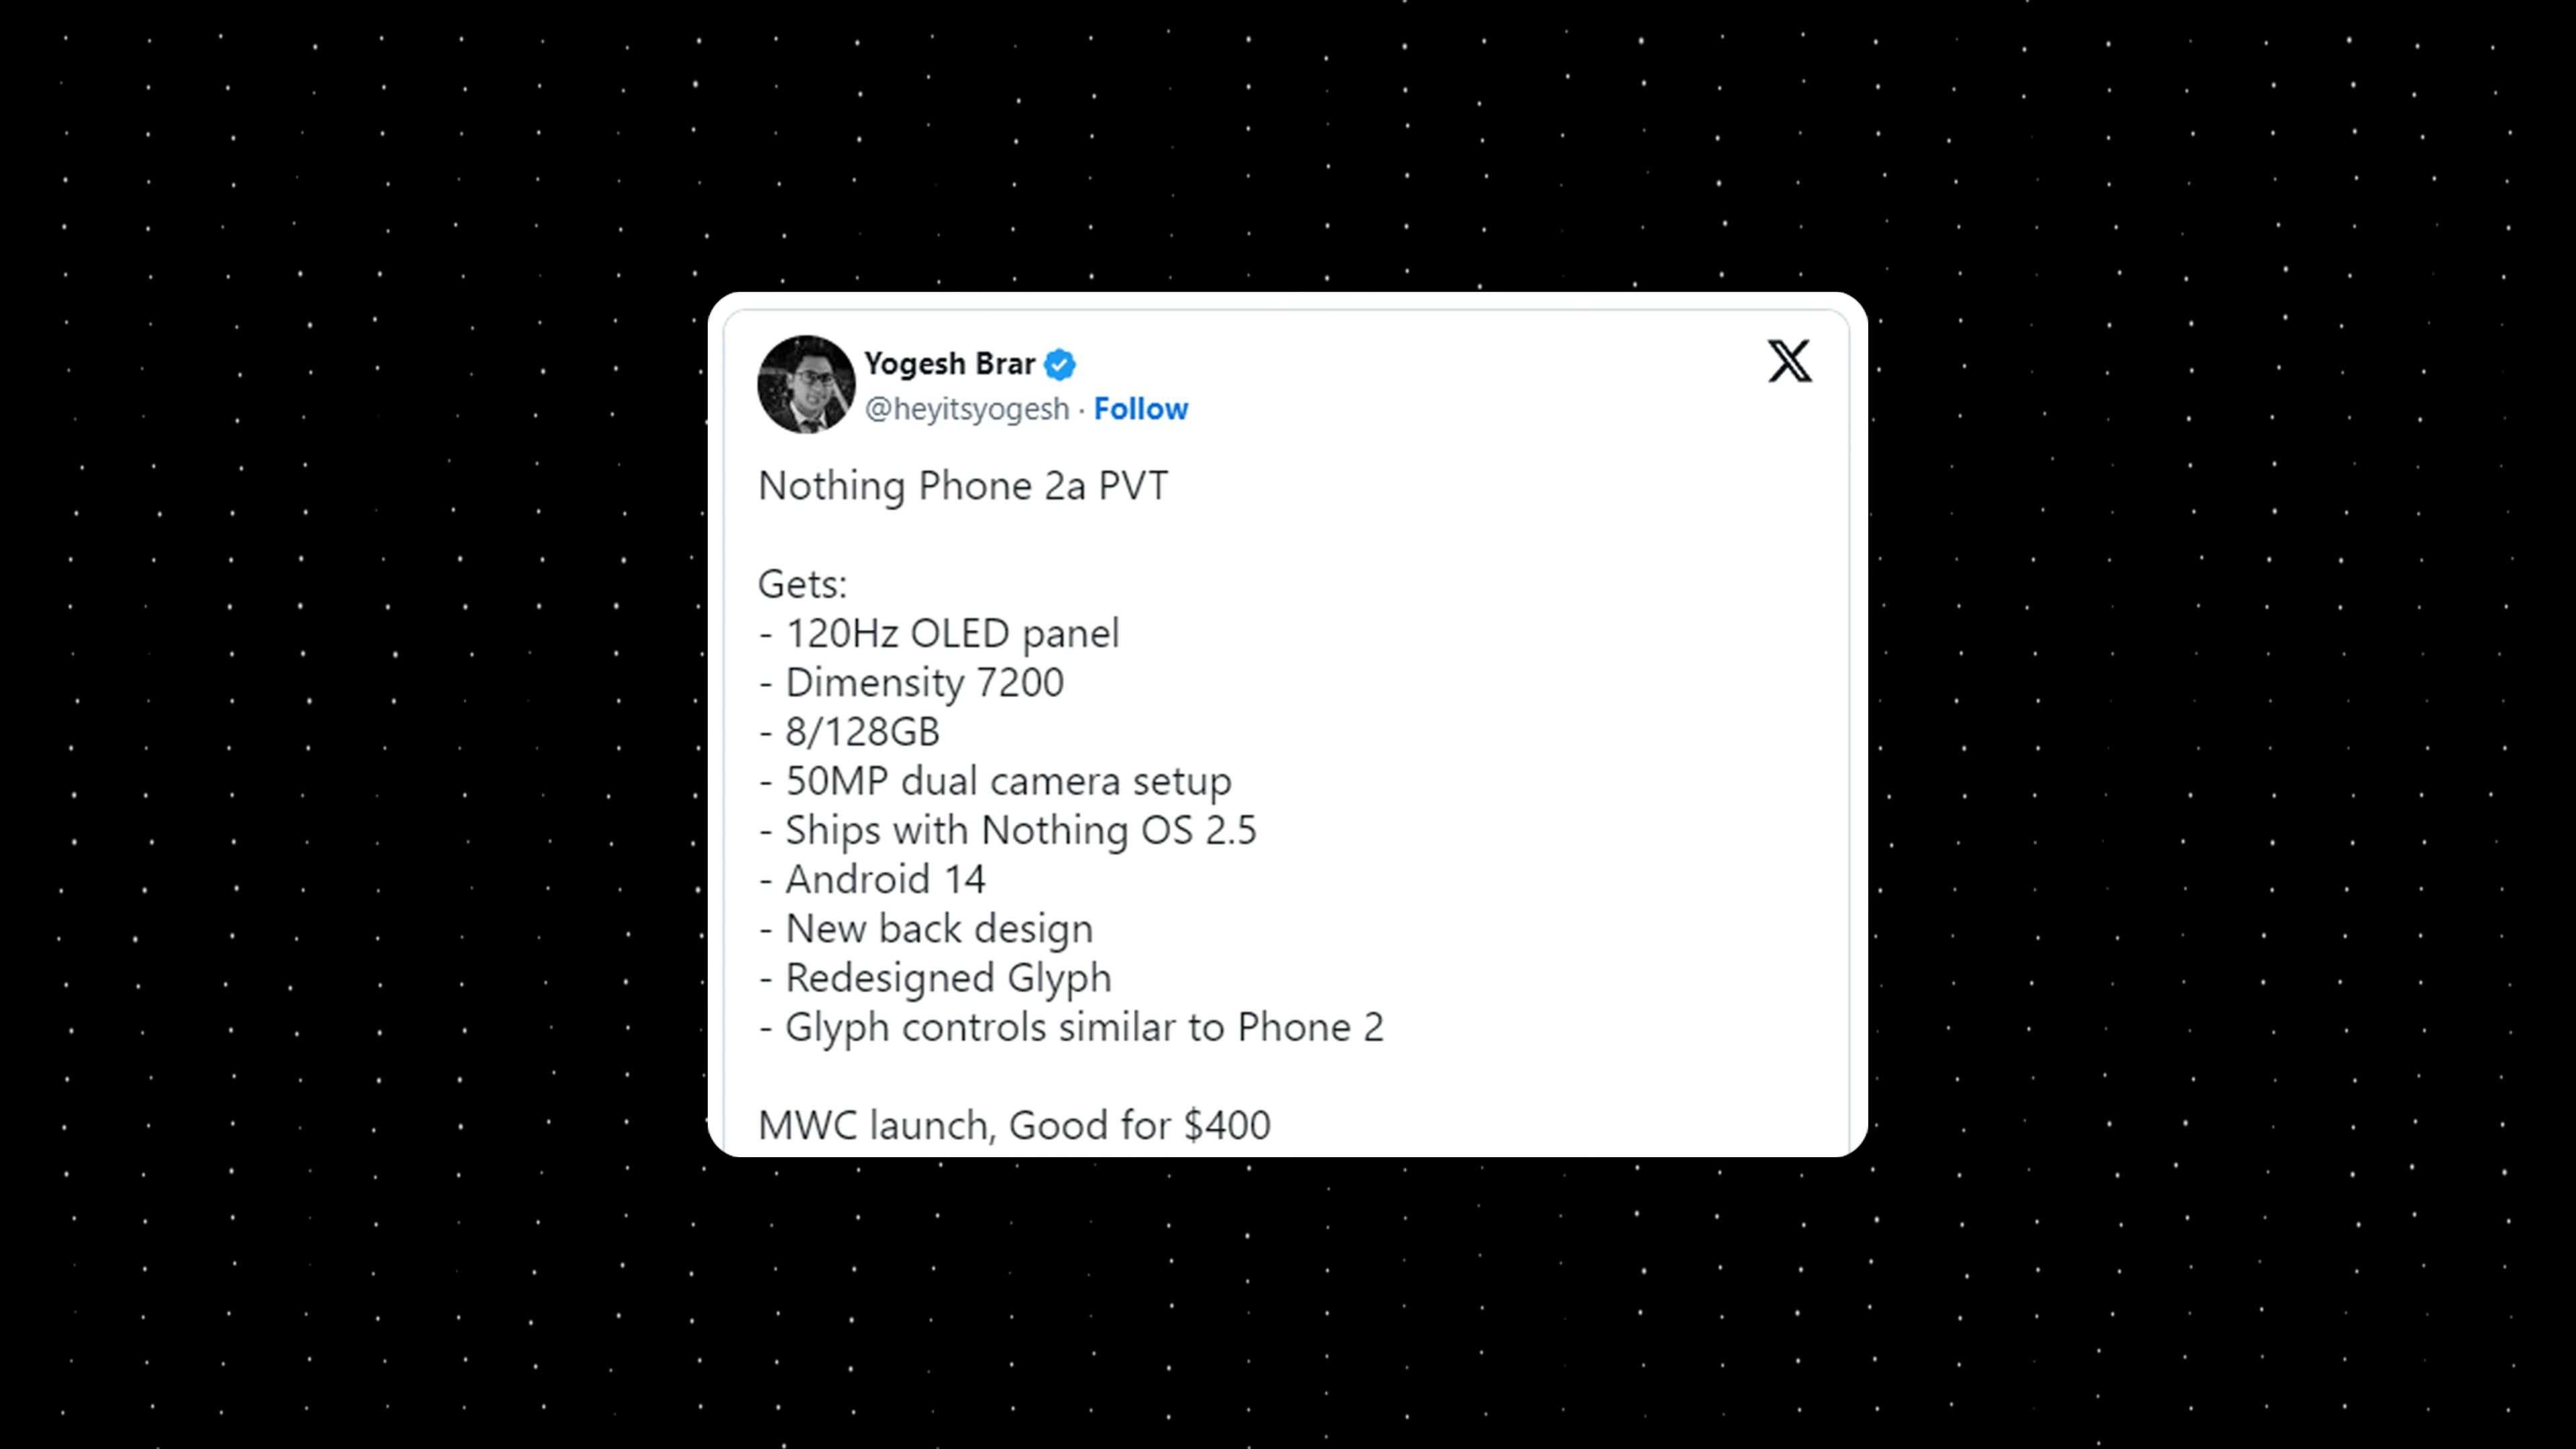 Yogesh Brar
@heyitsyogesh · Follow
Nothing Phone 2a PVT
Gets:
- 120Hz OLED panel
- Dimensity 7200
- 8/128GB
- 50MP dual camera setup
- Ships with Nothing OS 2.5
- Android 14
- New back design
- Redesigned Glyph
- Glyph controls similar to Phone 2
MWC launch, Good for $400